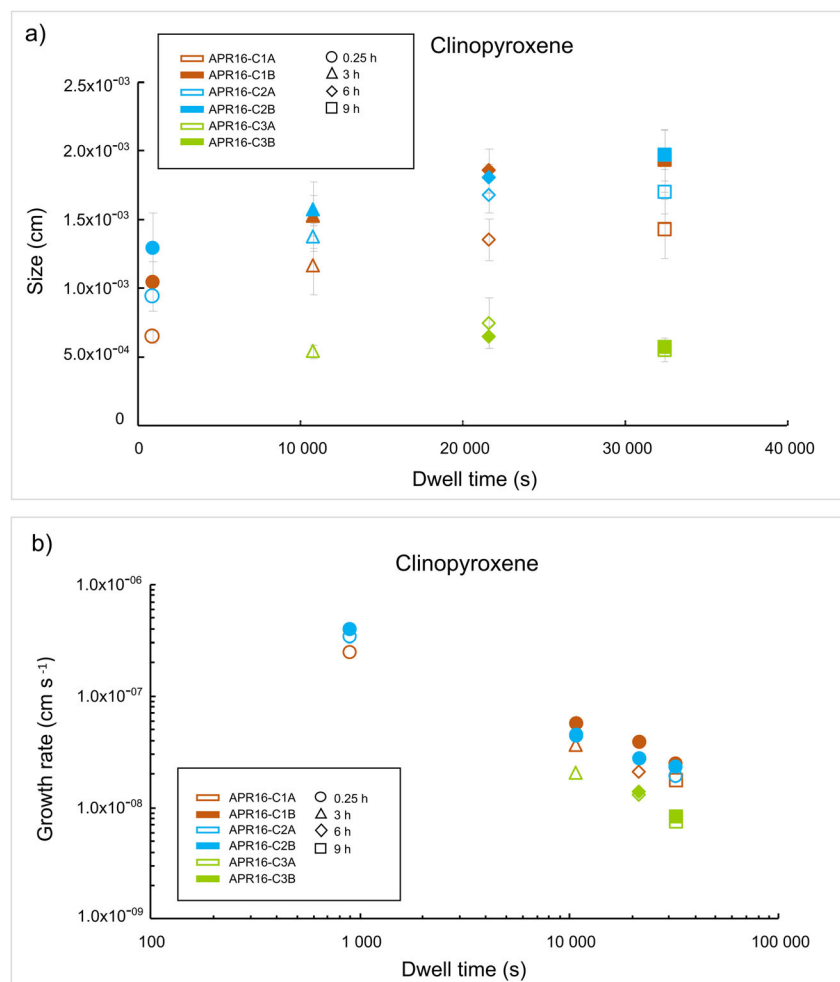 a)
Clinopyroxene
APR16-C1A
APR16-C1B
APR16-C2A
APR16-C2B
APR16-C3A
APR16-C3B
0.25 h
3 h
6 h
9 h
2.5x10⁻⁰³
2.0x10⁻⁰³
1.5x10⁻⁰³
1.0x10⁻⁰³
5.0x10⁻⁰⁴
0
Size (cm)
0 10 000 20 000 30 000 40 000
Dwell time (s)
b)
Clinopyroxene
1.0x10⁻⁰⁶
1.0x10⁻⁰⁷
1.0x10⁻⁰⁸
1.0x10⁻⁰⁹
Growth rate (cm s⁻¹)
APR16-C1A
APR16-C1B
APR16-C2A
APR16-C2B
APR16-C3A
APR16-C3B
0.25 h
3 h
6 h
9 h
100 1 000 10 000 100 000
Dwell time (s)